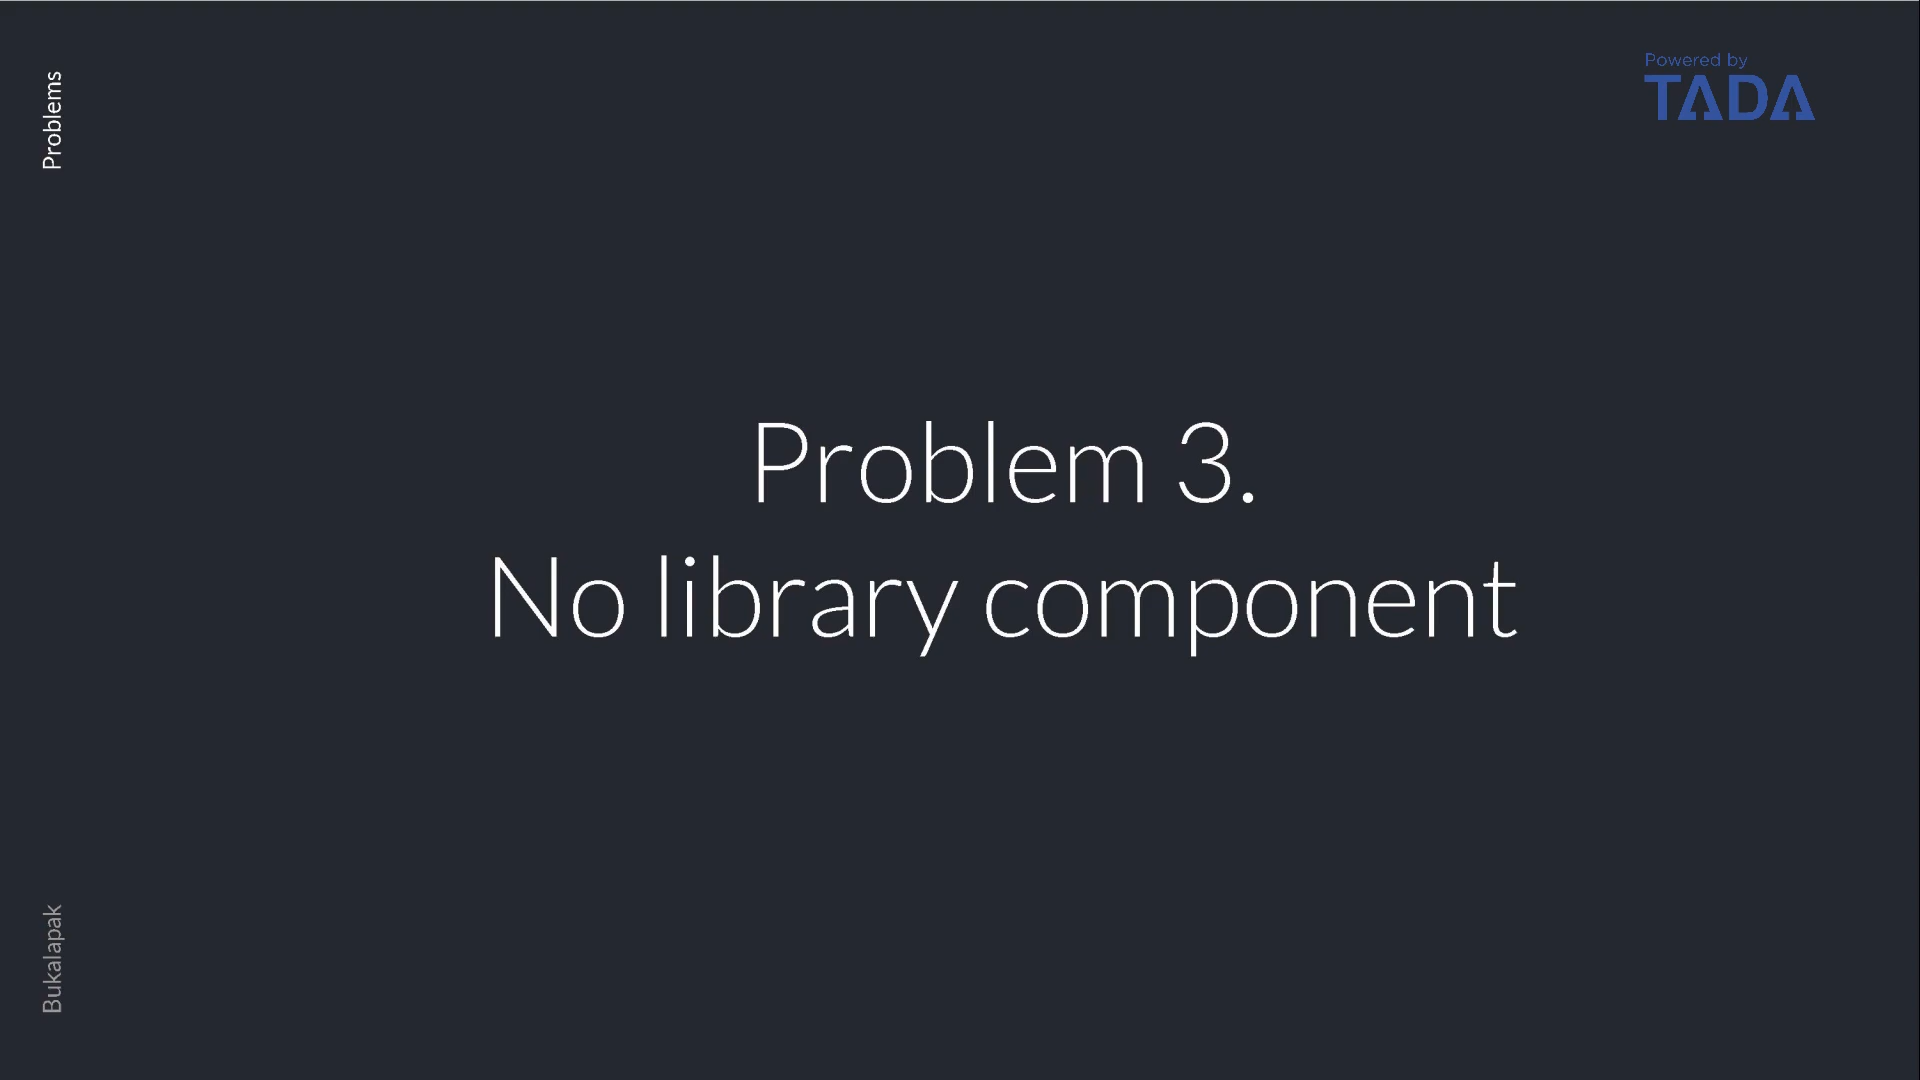 Problems
Powered by
TADA
Problem 3.
No library component
Bukalapak